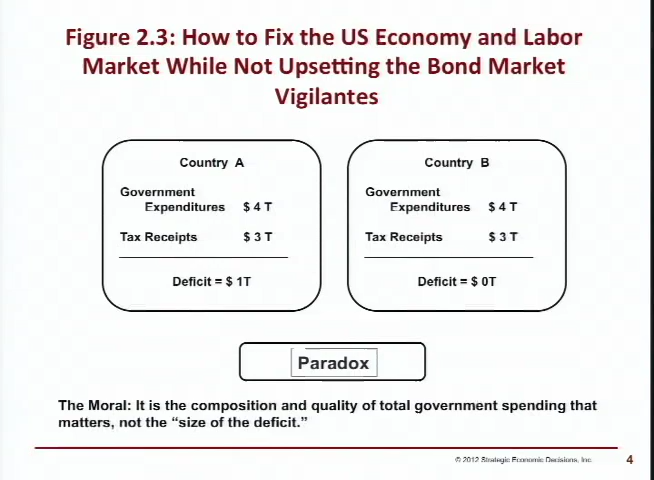 Figure 2.3: How to Fix the US Economy and Labor
Market While Not Upsetting the Bond Market
Vigilantes
Country A
Government
Expenditures $ 4 T
Tax Receipts $ 3 T
Deficit = $ 1T
Country B
Government
Expenditures $ 4 T
Tax Receipts $ 3 T
Deficit = $ 0T
Paradox
The Moral: It is the composition and quality of total government spending that
matters, not the “size of the deficit.”
© 2012 Strategic Economic Decisions, Inc.
4